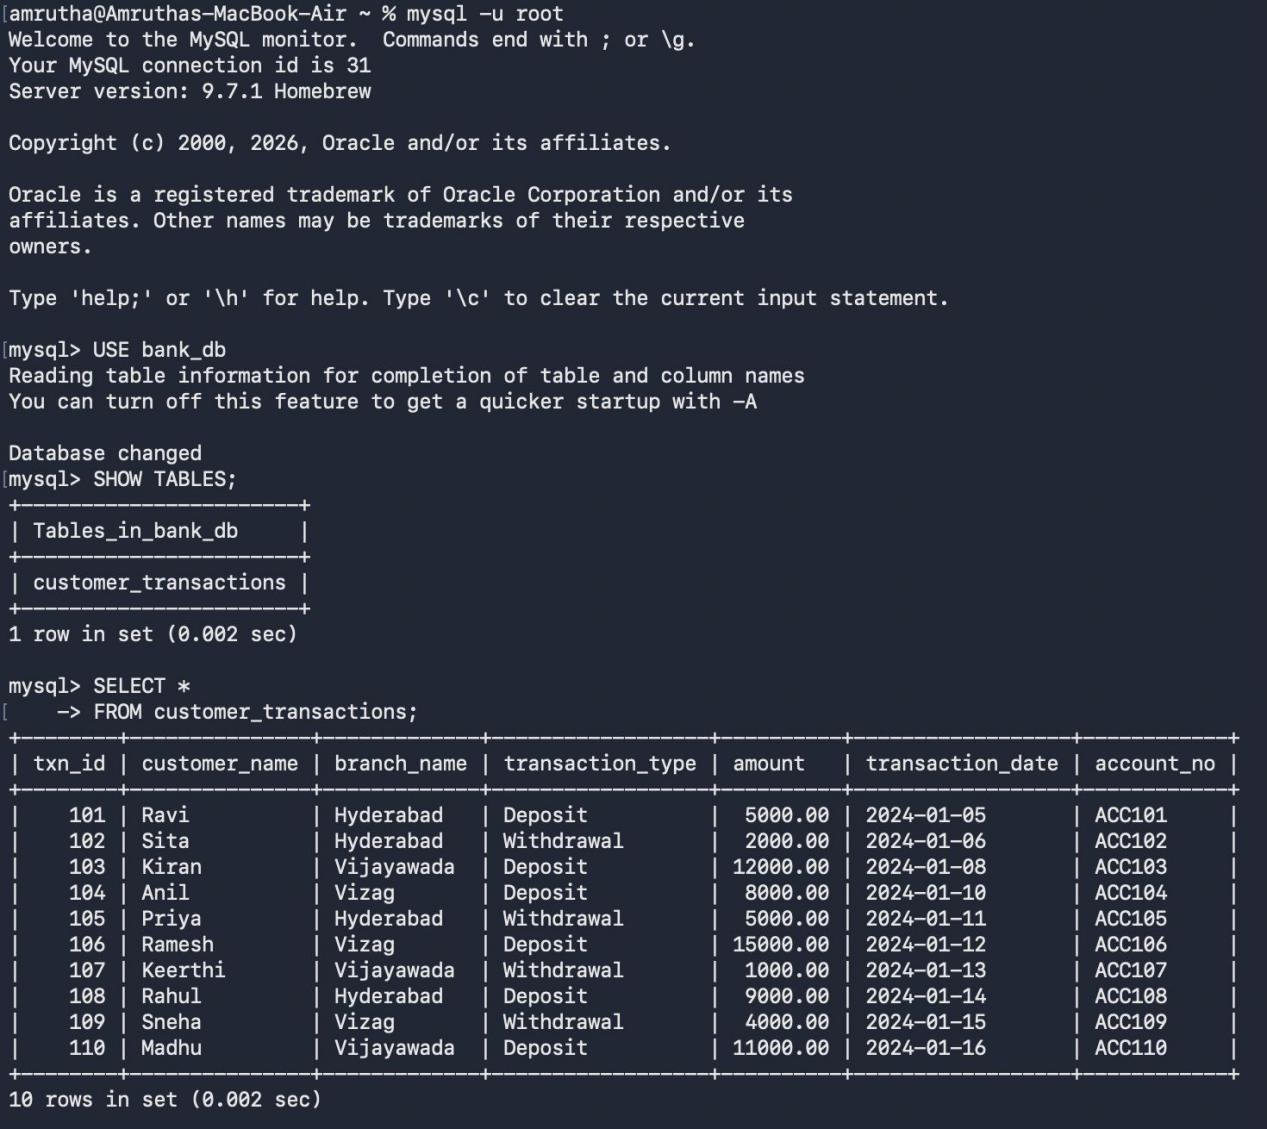 [amrutha@Amruthas-MacBook-Air ~ % mysql -u root
Welcome to the MySQL monitor.  Commands end with ; or \g.
Your MySQL connection id is 31
Server version: 9.7.1 Homebrew

Copyright (c) 2000, 2026, Oracle and/or its affiliates.

Oracle is a registered trademark of Oracle Corporation and/or its
affiliates. Other names may be trademarks of their respective
owners.

Type 'help;' or '\h' for help. Type '\c' to clear the current input statement.

[mysql> USE bank_db
Reading table information for completion of table and column names
You can turn off this feature to get a quicker startup with -A

Database changed
[mysql> SHOW TABLES;
+-----------------------+
| Tables_in_bank_db     |
+-----------------------+
| customer_transactions |
+-----------------------+
1 row in set (0.002 sec)

mysql> SELECT *
[    -> FROM customer_transactions;
+--------+---------------+-------------+------------------+----------+------------------+------------+
| txn_id | customer_name | branch_name | transaction_type | amount   | transaction_date | account_no |
+--------+---------------+-------------+------------------+----------+------------------+------------+
|    101 | Ravi          | Hyderabad   | Deposit          |  5000.00 | 2024-01-05       | ACC101     |
|    102 | Sita          | Hyderabad   | Withdrawal       |  2000.00 | 2024-01-06       | ACC102     |
|    103 | Kiran         | Vijayawada  | Deposit          | 12000.00 | 2024-01-08       | ACC103     |
|    104 | Anil          | Vizag       | Deposit          |  8000.00 | 2024-01-10       | ACC104     |
|    105 | Priya         | Hyderabad   | Withdrawal       |  5000.00 | 2024-01-11       | ACC105     |
|    106 | Ramesh        | Vizag       | Deposit          | 15000.00 | 2024-01-12       | ACC106     |
|    107 | Keerthi       | Vijayawada  | Withdrawal       |  1000.00 | 2024-01-13       | ACC107     |
|    108 | Rahul         | Hyderabad   | Deposit          |  9000.00 | 2024-01-14       | ACC108     |
|    109 | Sneha         | Vizag       | Withdrawal       |  4000.00 | 2024-01-15       | ACC109     |
|    110 | Madhu         | Vijayawada  | Deposit          | 11000.00 | 2024-01-16       | ACC110     |
+--------+---------------+-------------+------------------+----------+------------------+------------+
10 rows in set (0.002 sec)